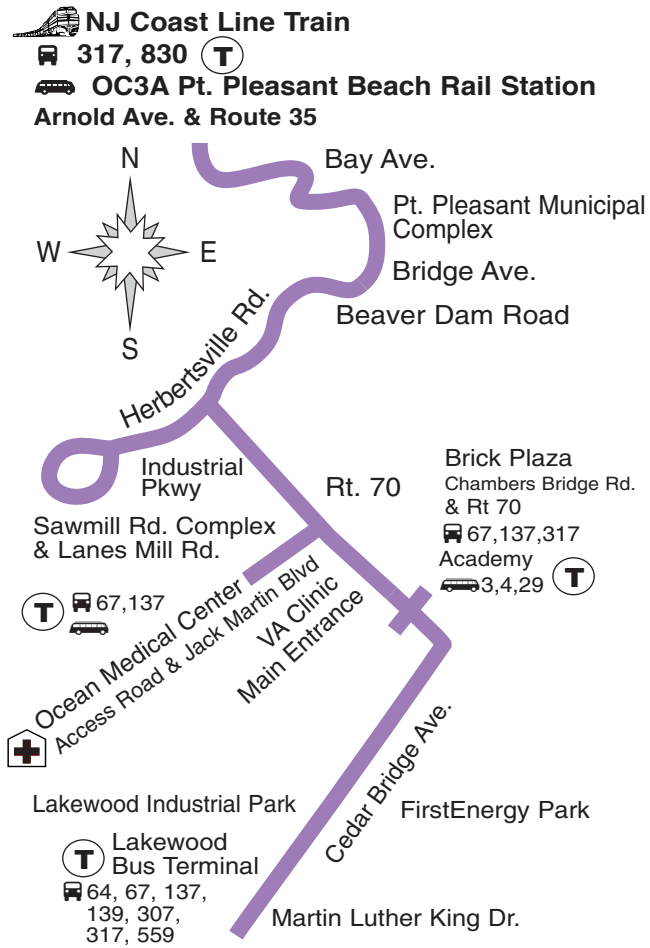 NJ Coast Line Train
317, 830 T
OC3A Pt. Pleasant Beach Rail Station
Arnold Ave. & Route 35
N
W
E
S
Bay Ave.
Pt. Pleasant Municipal
Complex
Bridge Ave.
Beaver Dam Road
Herbertsville Rd.
Industrial
Pkwy
Rt. 70
Brick Plaza
Chambers Bridge Rd.
& Rt 70
67,137,317
Academy
3,4,29 T
Sawmill Rd. Complex
& Lanes Mill Rd.
T 67,137
Ocean Medical Center
Access Road & Jack Martin Blvd
VA Clinic
Main Entrance
Cedar Bridge Ave.
Lakewood Industrial Park
FirstEnergy Park
T Lakewood
Bus Terminal
64, 67, 137,
139, 307,
317, 559
Martin Luther King Dr.